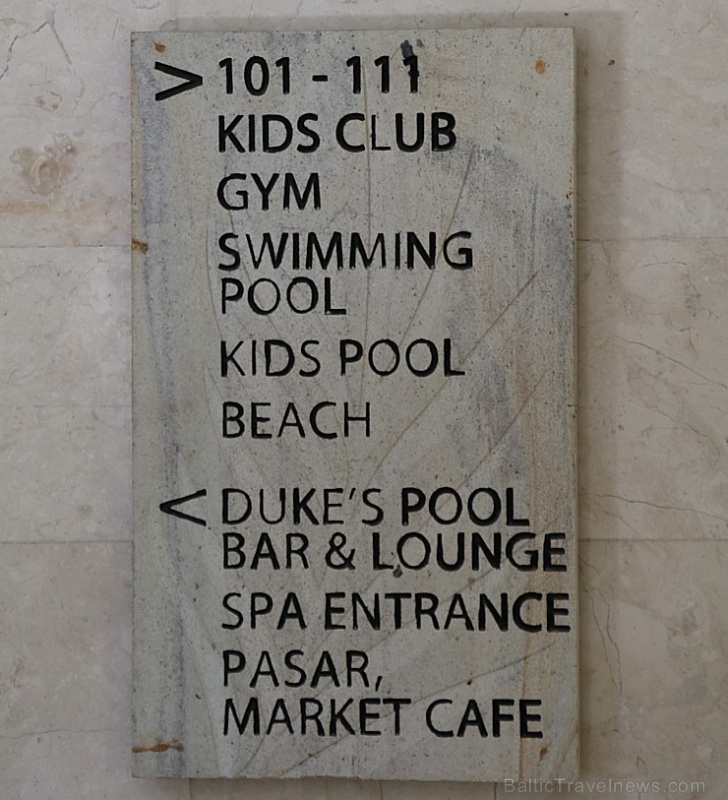 > 101 - 111
KIDS CLUB
GYM
SWIMMING
POOL
KIDS POOL
BEACH
< DUKE'S POOL
BAR & LOUNGE
SPA ENTRANCE
PASAR,
MARKET CAFE
BalticTravelnews.com